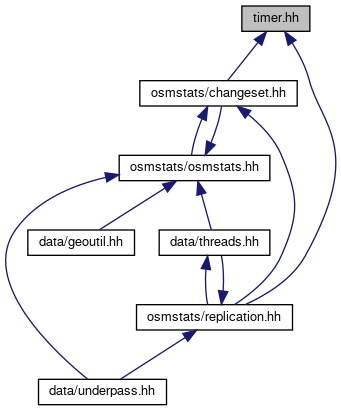 timer.hh
osmstats/changeset.hh
osmstats/osmstats.hh
data/geoutil.hh
data/threads.hh
osmstats/replication.hh
data/underpass.hh